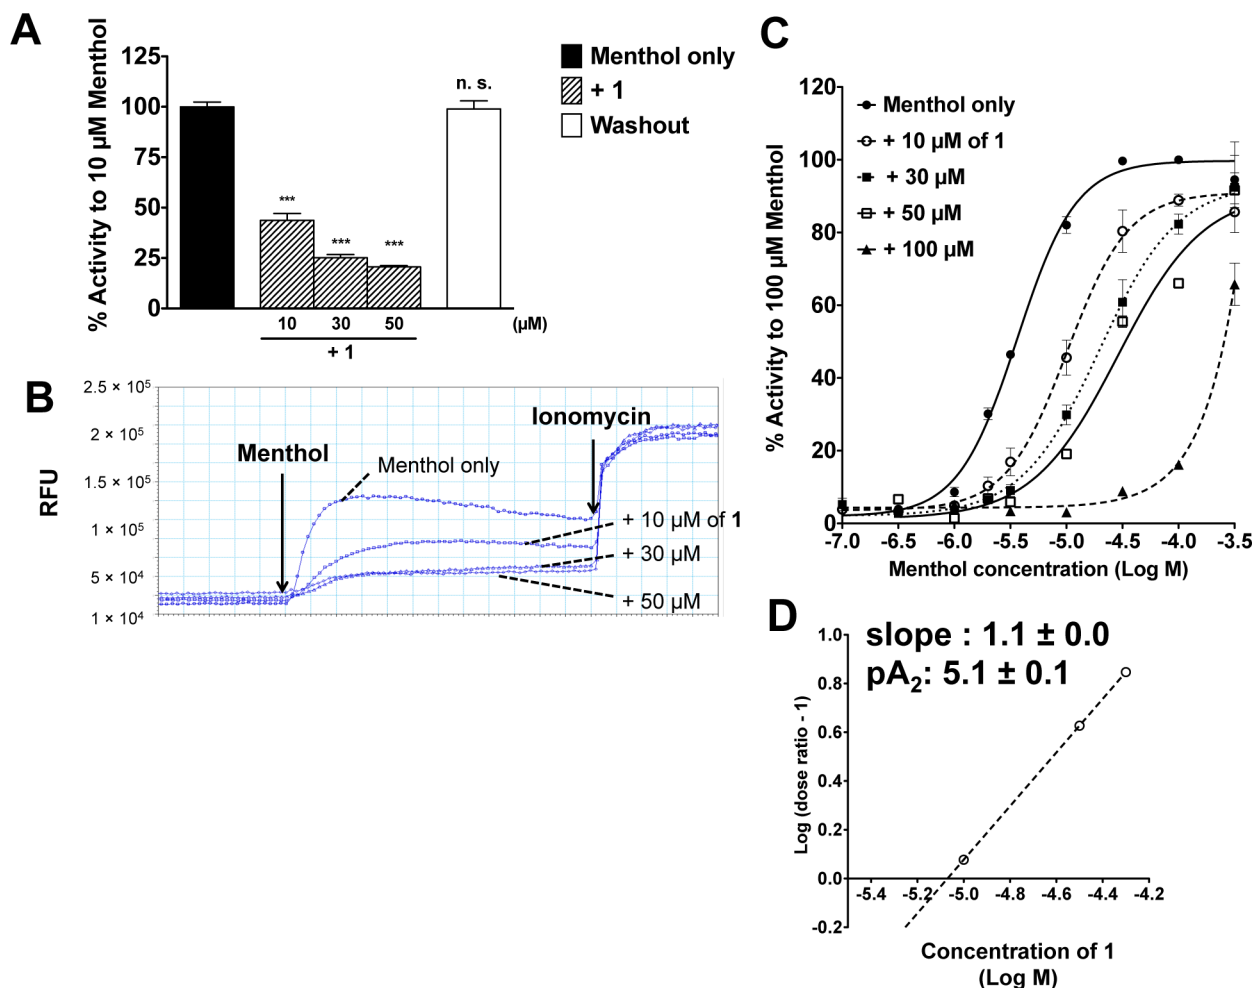 A
% Activity to 10 µM Menthol
125
100
75
50
25
0
***
***
***
n. s.
10 30 50 (µM)
+ 1
Menthol only
+ 1
Washout
B
RFU
2.5 × 10⁵
2 × 10⁵
1.5 × 10⁵
1 × 10⁵
5 × 10⁴
1 × 10⁴
Menthol
Menthol only
Ionomycin
+ 10 µM of 1
+ 30 µM
+ 50 µM
C
% Activity to 100 µM Menthol
120
100
80
60
40
20
0
Menthol only
+ 10 µM of 1
+ 30 µM
+ 50 µM
+ 100 µM
-7.0 -6.5 -6.0 -5.5 -5.0 -4.5 -4.0 -3.5
Menthol concentration (Log M)
D
slope : 1.1 ± 0.0
pA₂: 5.1 ± 0.1
Log (dose ratio - 1)
1.0
0.8
0.6
0.4
0.2
0.0
-0.2
-5.4 -5.2 -5.0 -4.8 -4.6 -4.4 -4.2
Concentration of 1
(Log M)